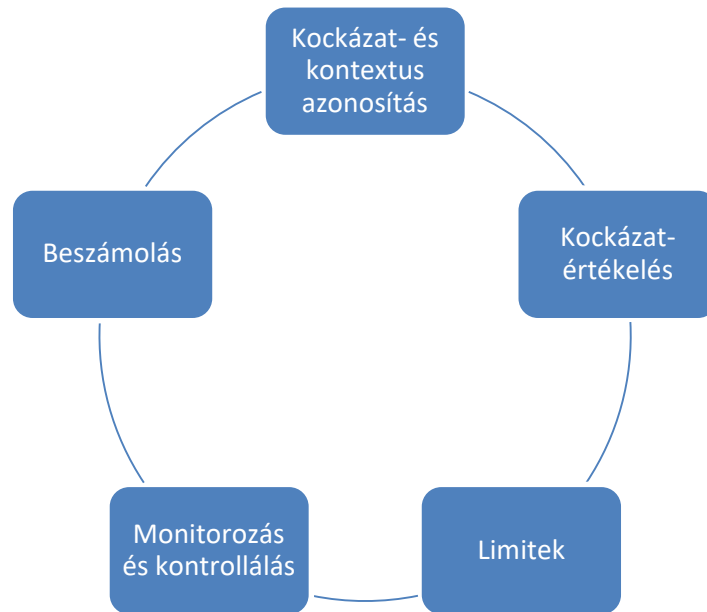 Kockázat- és
kontextus
azonosítás
Kockázat-
értékelés
Limitek
Monitorozás
és kontrollálás
Beszámolás